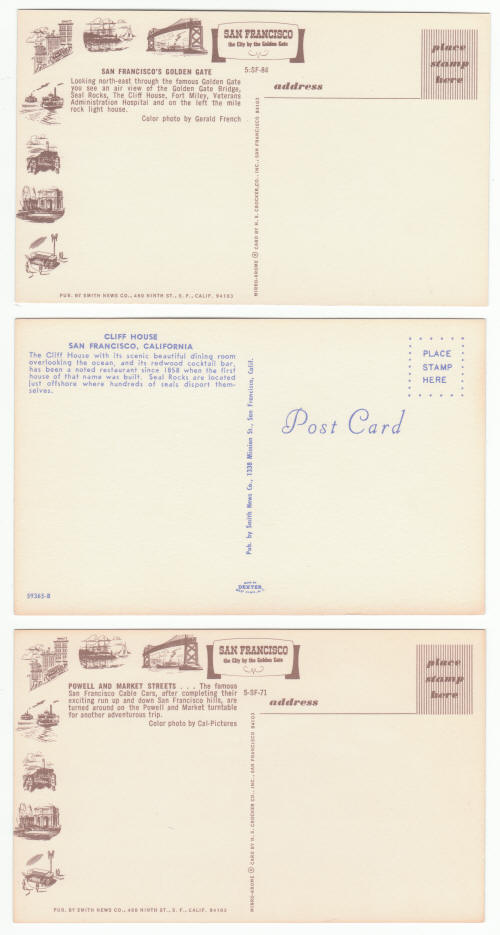 SAN FRANCISCO
the City by the Golden Gate
place
stamp
here
SAN FRANCISCO'S GOLDEN GATE
5-SF-84
Looking north-east through the famous Golden Gate
you see an air view of the Golden Gate Bridge,
Seal Rocks, The Cliff House, Fort Miley, Veterans
Administration Hospital and on the left the mile
rock light house.
Color photo by Gerald French
address
MIRRO-KROME ® CARD BY H. S. CROCKER CO., INC., SAN FRANCISCO 94103
PUB. BY SMITH NEWS CO., 460 NINTH ST., S. F., CALIF. 94103
CLIFF HOUSE
SAN FRANCISCO, CALIFORNIA
The Cliff House with its scenic beautiful dining room
overlooking the ocean, and its redwood cocktail bar,
has been a noted restaurant since 1858 when the first
house of that name was built. Seal Rocks are located
just offshore where hundreds of seals disport them-
selves.
PLACE
STAMP
HERE
Post Card
Pub. by Smith News Co., 1338 Mission St., San Francisco, Calif.
59365-B
MADE BY
DEXTER
SAN FRANCISCO
the City by the Golden Gate
place
stamp
here
POWELL AND MARKET STREETS . . . The famous
San Francisco Cable Cars, after completing their
exciting run up and down San Francisco hills, are
turned around on the Powell and Market turntable
for another adventurous trip.
Color photo by Cal-Pictures
5-SF-71
address
MIRRO-KROME ® CARD BY H. S. CROCKER CO., INC., SAN FRANCISCO 94103
PUB. BY SMITH NEWS CO., 460 NINTH ST., S. F., CALIF. 94103